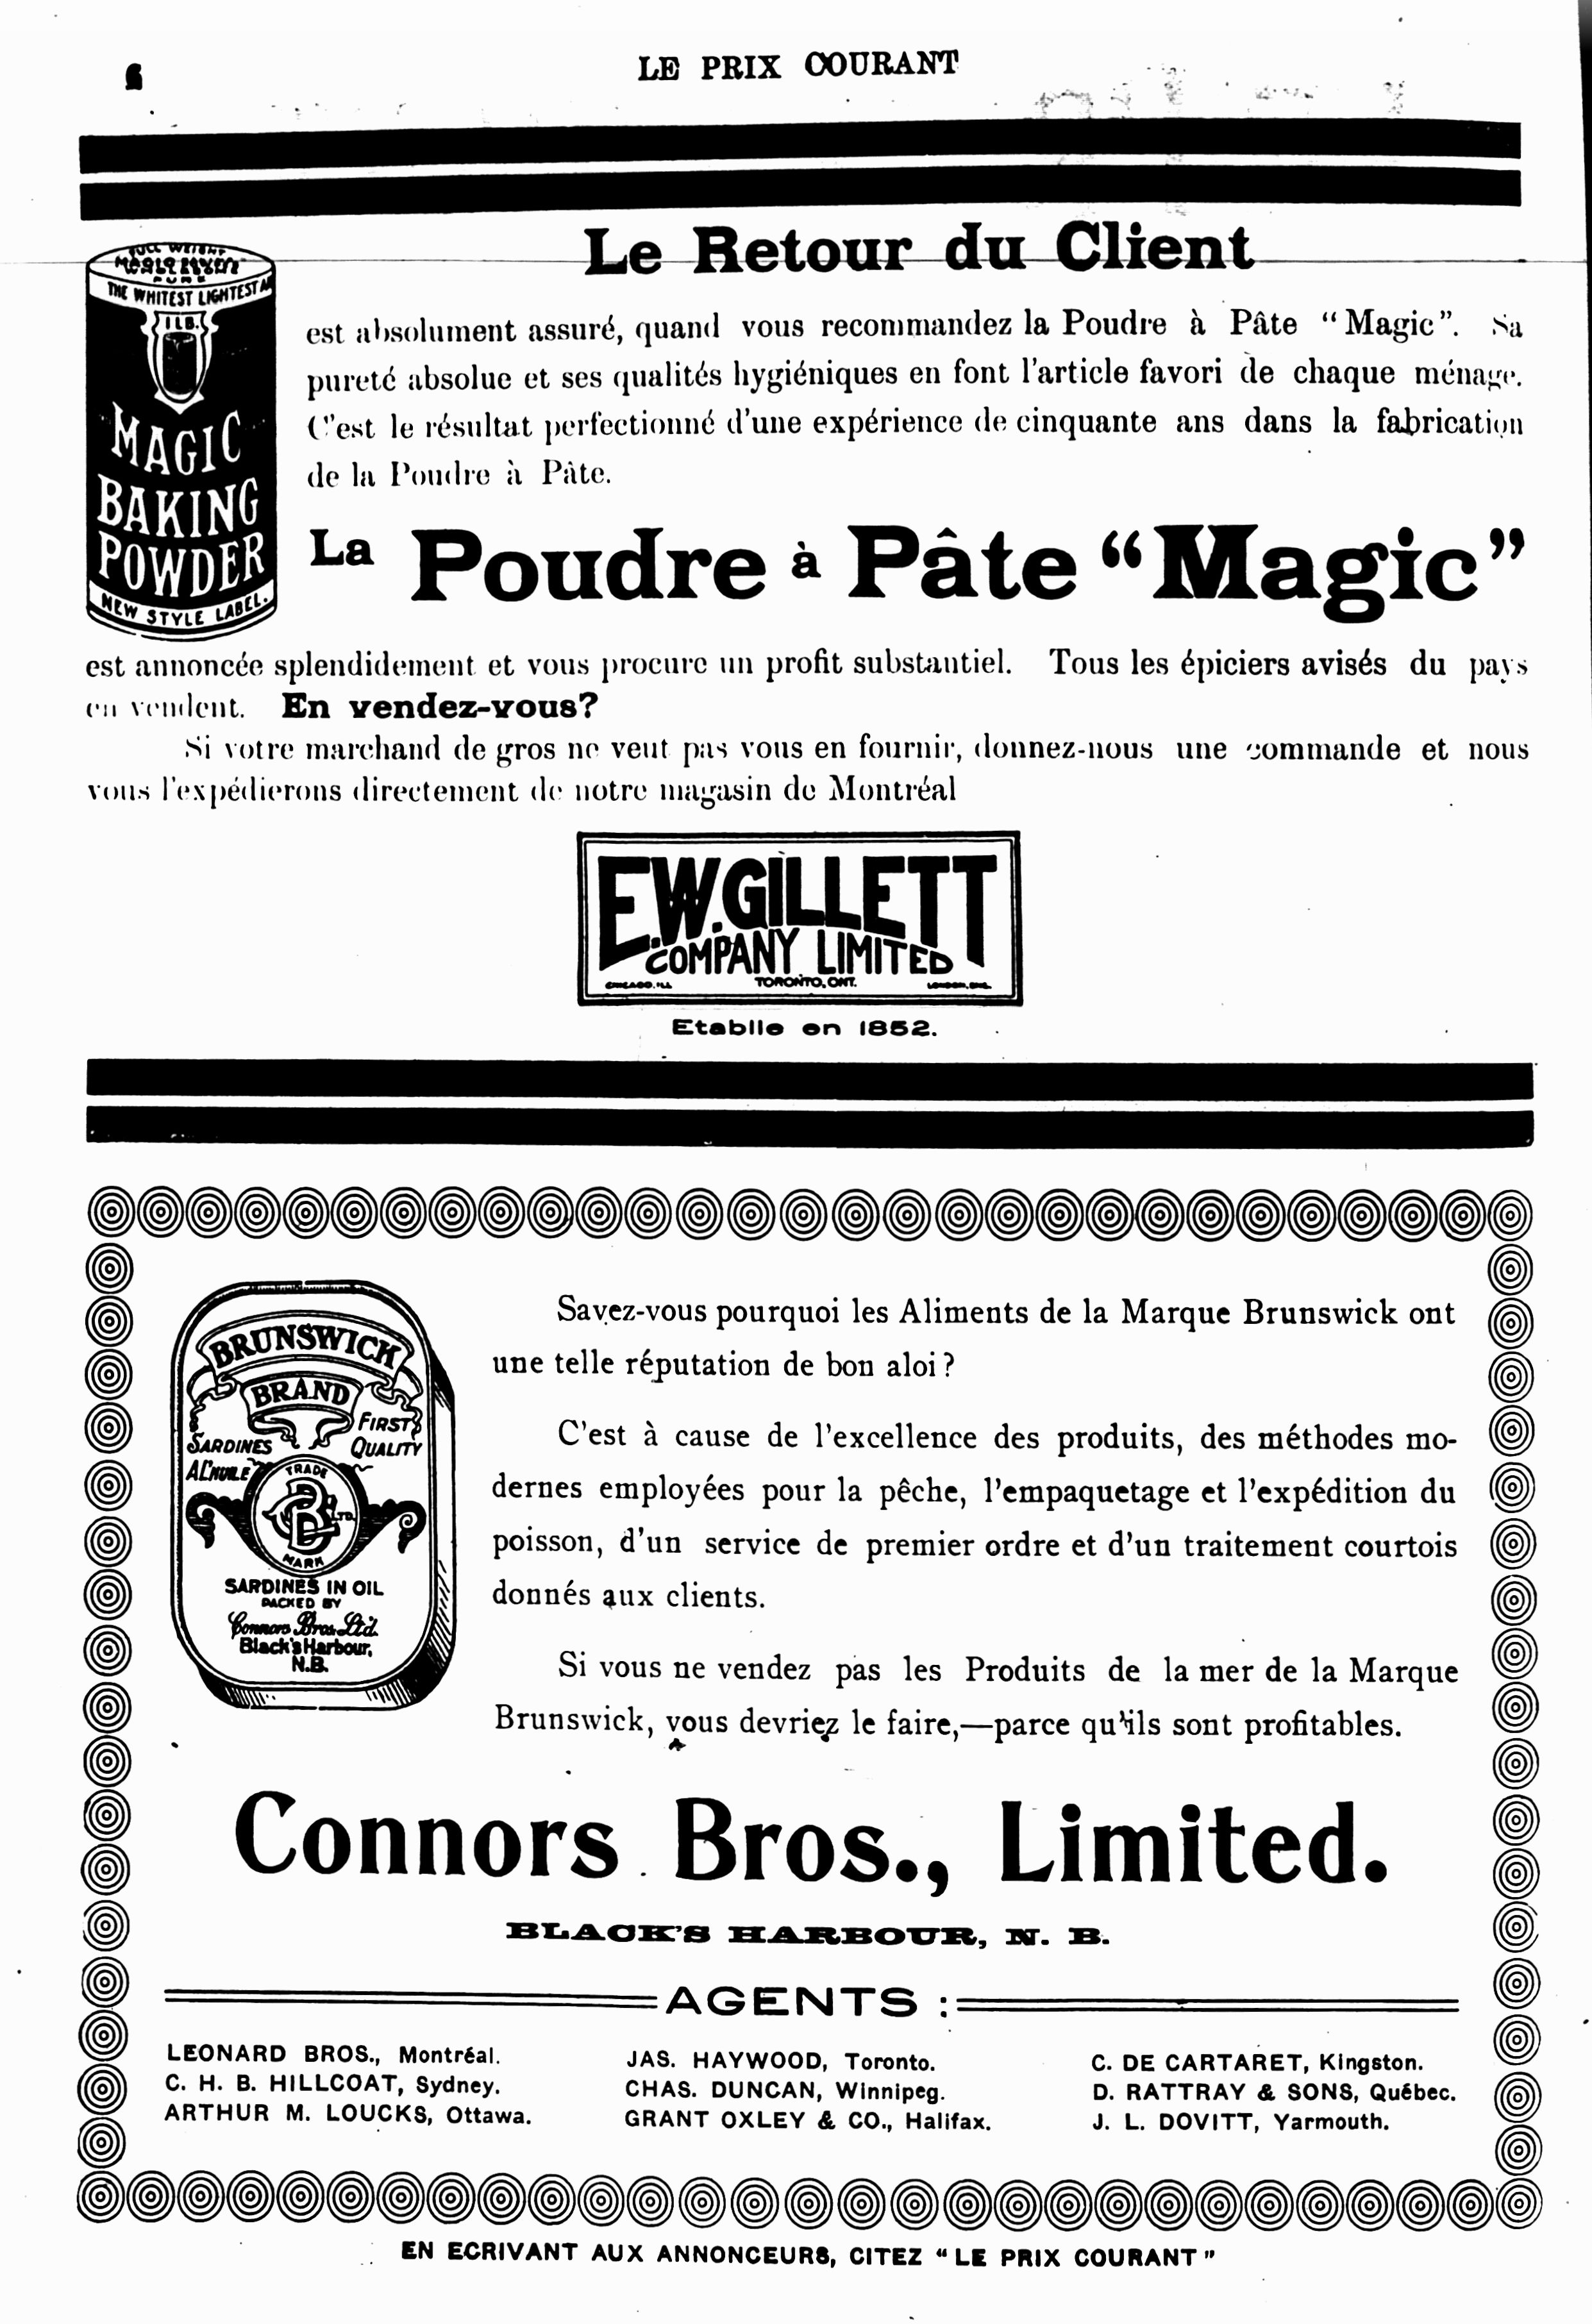 LE PRIX COURANT
Le Retour du Client
FULL WEIGHT
MAGIC BAKING POWDER
PURE
THE WHITEST LIGHTEST
1 LB.
MAGIC
BAKING
POWDER
NEW STYLE LABEL.
est absolument assuré, quand vous recommandez la Poudre à Pâte "Magic". Sa
pureté absolue et ses qualités hygiéniques en font l'article favori de chaque ménage.
C'est le résultat perfectionné d'une expérience de cinquante ans dans la fabrication
de la Poudre à Pâte.
La Poudre à Pâte "Magic"
est annoncée splendidement et vous procure un profit substantiel. Tous les épiciers avisés du pays
en vendent. En vendez-vous?
Si votre marchand de gros ne veut pas vous en fournir, donnez-nous une commande et nous
vous l'expédierons directement de notre magasin de Montréal
E.W.GILLETT
COMPANY LIMITED
CHICAGO, ILL. TORONTO, ONT. LONDON, ENG.
Etablie en 1852.
BRUNSWICK
BRAND
SARDINES
A L'HUILE
FIRST
QUALITY
TRADE
CB LTD.
MARK
SARDINES IN OIL
PACKED BY
Connors Bros. Ltd.
Black's Harbour,
N.B.
Savez-vous pourquoi les Aliments de la Marque Brunswick ont
une telle réputation de bon aloi ?
C'est à cause de l'excellence des produits, des méthodes mo-
dernes employées pour la pêche, l'empaquetage et l'expédition du
poisson, d'un service de premier ordre et d'un traitement courtois
donnés aux clients.
Si vous ne vendez pas les Produits de la mer de la Marque
Brunswick, vous devriez le faire,—parce qu'ils sont profitables.
Connors Bros., Limited.
BLACK'S HARBOUR, N. B.
AGENTS :
LEONARD BROS., Montréal.
C. H. B. HILLCOAT, Sydney.
ARTHUR M. LOUCKS, Ottawa.
JAS. HAYWOOD, Toronto.
CHAS. DUNCAN, Winnipeg.
GRANT OXLEY & CO., Halifax.
C. DE CARTARET, Kingston.
D. RATTRAY & SONS, Québec.
J. L. DOVITT, Yarmouth.
EN ECRIVANT AUX ANNONCEURS, CITEZ "LE PRIX COURANT"